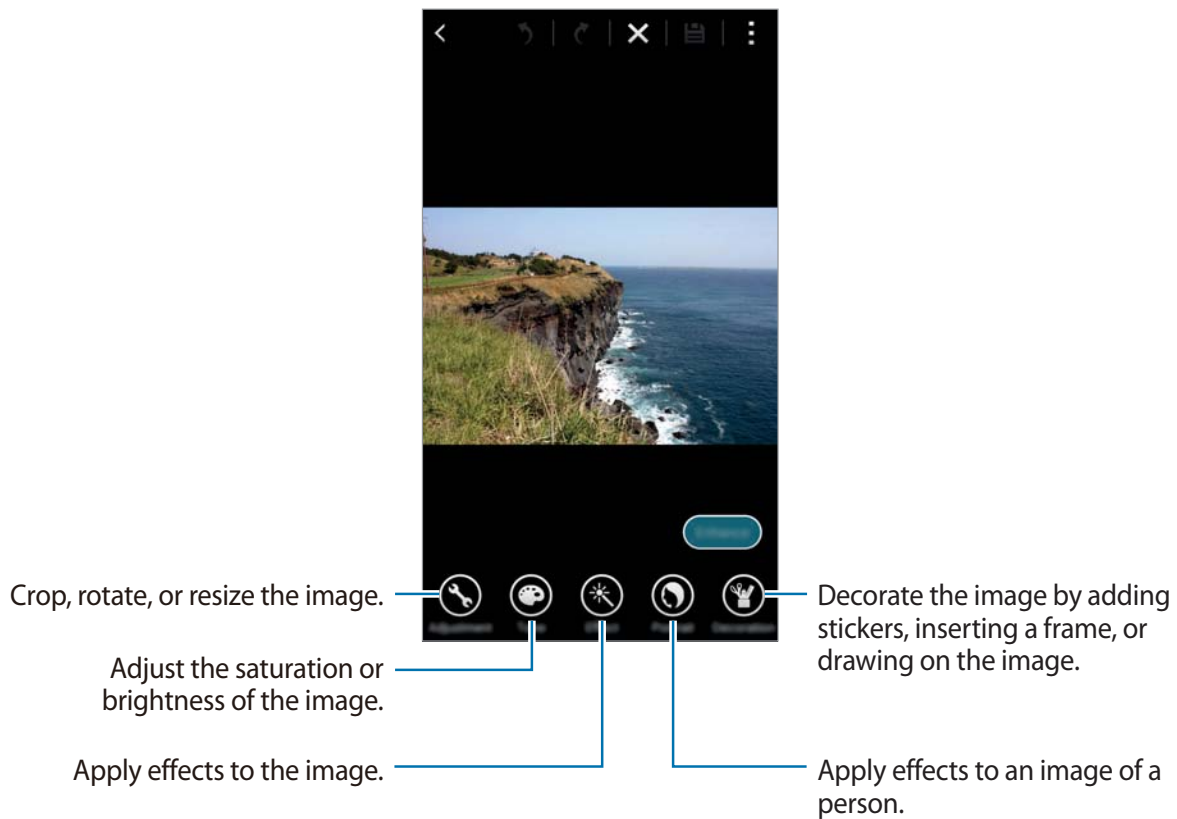 Crop, rotate, or resize the image.
Adjust the saturation or
brightness of the image.
Apply effects to the image.
Decorate the image by adding
stickers, inserting a frame, or
drawing on the image.
Apply effects to an image of a
person.